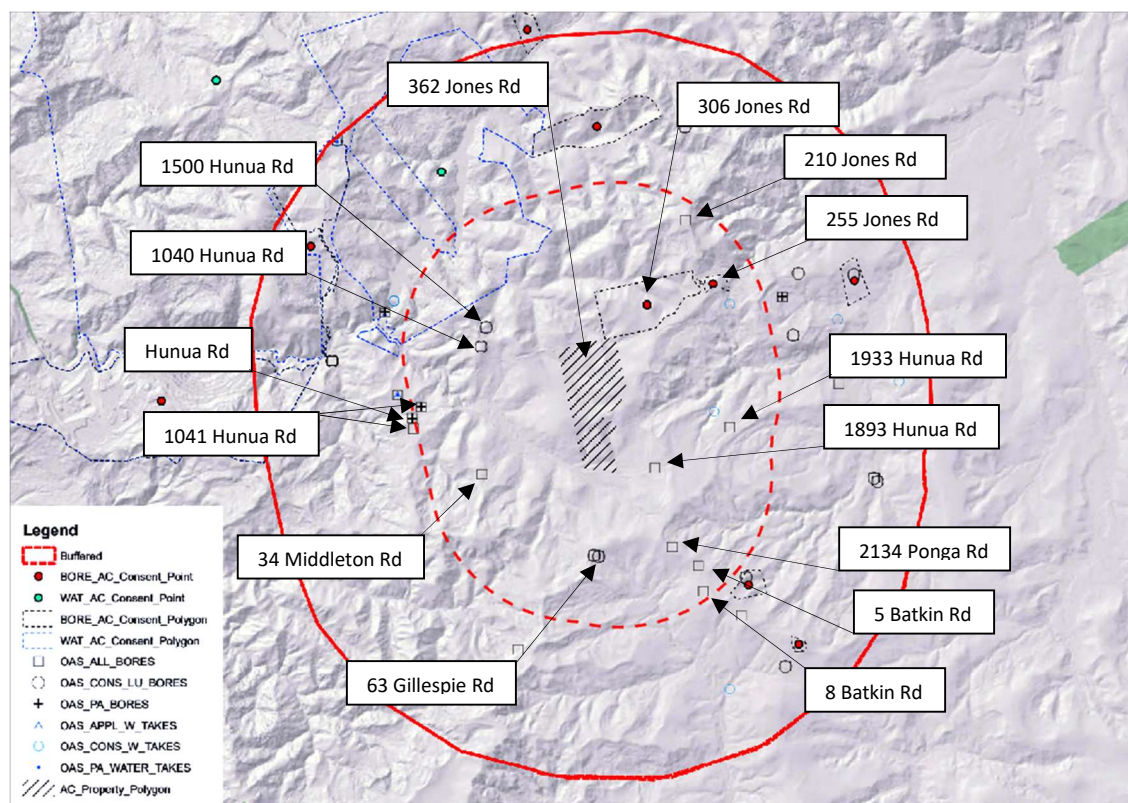 362 Jones Rd
306 Jones Rd
1500 Hunua Rd
210 Jones Rd
255 Jones Rd
1040 Hunua Rd
Hunua Rd
1933 Hunua Rd
1041 Hunua Rd
1893 Hunua Rd
34 Middleton Rd
2134 Ponga Rd
5 Batkin Rd
63 Gillespie Rd
8 Batkin Rd
Legend
Buffered
BORE_AC_Consent_Point
WAT_AC_Consent_Point
BORE_AC_Consent_Polygon
WAT_AC_Consent_Polygon
OAS_ALL_BORES
OAS_CONS_LU_BORES
OAS_PA_BORES
OAS_APPL_W_TAKES
OAS_CONS_W_TAKES
OAS_PA_WATER_TAKES
AC_Property_Polygon